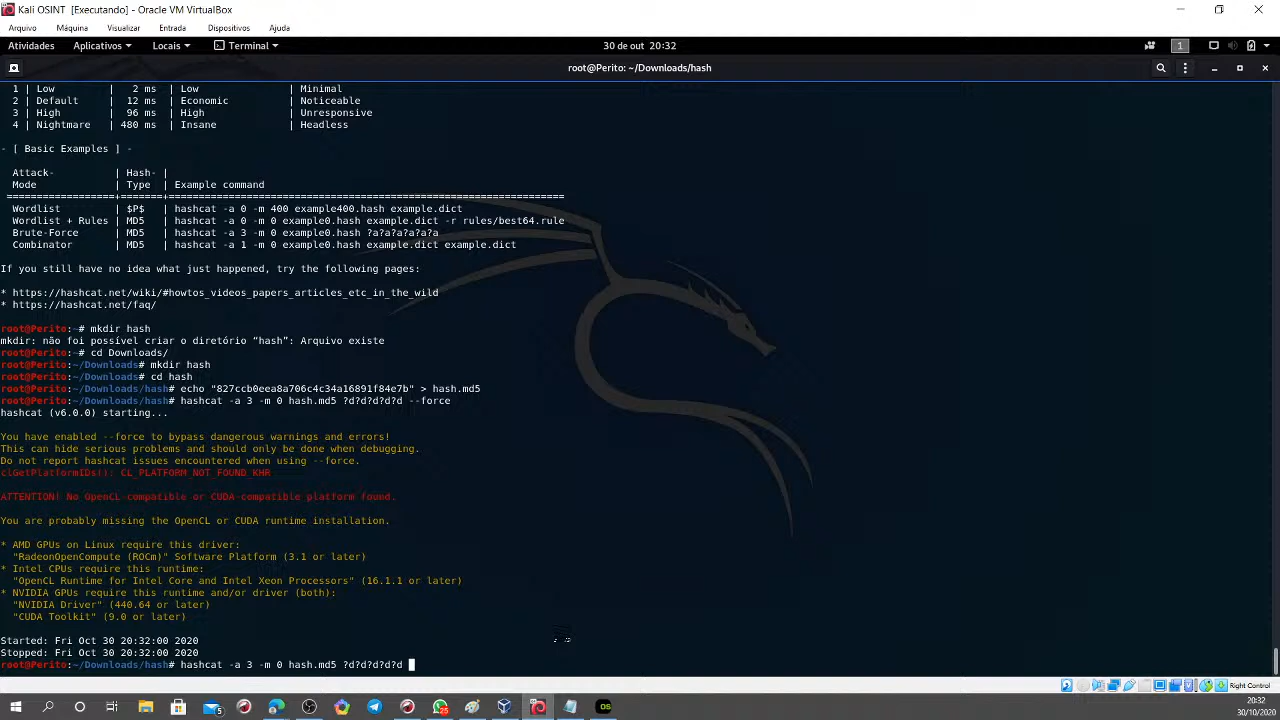 Kali OSINT [Executando] - Oracle VM VirtualBox
Arquivo Máquina Visualizar Entrada Dispositivos Ajuda
Atividades Aplicativos Locais Terminal 30 de out 20:32 1
root@Perito: ~/Downloads/hash
1 | Low | 2 ms | Low | Minimal
2 | Default | 12 ms | Economic | Noticeable
3 | High | 96 ms | High | Unresponsive
4 | Nightmare | 480 ms | Insane | Headless
- [ Basic Examples ] -
Attack- | Hash- |
Mode | Type | Example command
==================+=======+==================================================================
Wordlist | $P$ | hashcat -a 0 -m 400 example400.hash example.dict
Wordlist + Rules | MD5 | hashcat -a 0 -m 0 example0.hash example.dict -r rules/best64.rule
Brute-Force | MD5 | hashcat -a 3 -m 0 example0.hash ?a?a?a?a?a?a
Combinator | MD5 | hashcat -a 1 -m 0 example0.hash example.dict example.dict
If you still have no idea what just happened, try the following pages:
* https://hashcat.net/wiki/#howtos_videos_papers_articles_etc_in_the_wild
* https://hashcat.net/faq/
root@Perito:~# mkdir hash
mkdir: não foi possível criar o diretório “hash”: Arquivo existe
root@Perito:~# cd Downloads/
root@Perito:~/Downloads# mkdir hash
root@Perito:~/Downloads# cd hash
root@Perito:~/Downloads/hash# echo "827ccb0eea8a706c4c34a16891f84e7b" > hash.md5
root@Perito:~/Downloads/hash# hashcat -a 3 -m 0 hash.md5 ?d?d?d?d?d --force
hashcat (v6.0.0) starting...
You have enabled --force to bypass dangerous warnings and errors!
This can hide serious problems and should only be done when debugging.
Do not report hashcat issues encountered when using --force.
clGetPlatformIDs(): CL_PLATFORM_NOT_FOUND_KHR
ATTENTION! No OpenCL-compatible or CUDA-compatible platform found.
You are probably missing the OpenCL or CUDA runtime installation.
* AMD GPUs on Linux require this driver:
"RadeonOpenCompute (ROCm)" Software Platform (3.1 or later)
* Intel CPUs require this runtime:
"OpenCL Runtime for Intel Core and Intel Xeon Processors" (16.1.1 or later)
* NVIDIA GPUs require this runtime and/or driver (both):
"NVIDIA Driver" (440.64 or later)
"CUDA Toolkit" (9.0 or later)
Started: Fri Oct 30 20:32:00 2020
Stopped: Fri Oct 30 20:32:00 2020
root@Perito:~/Downloads/hash# hashcat -a 3 -m 0 hash.md5 ?d?d?d?d?d
Right Control
5 25 OS 20:32
30/10/2020